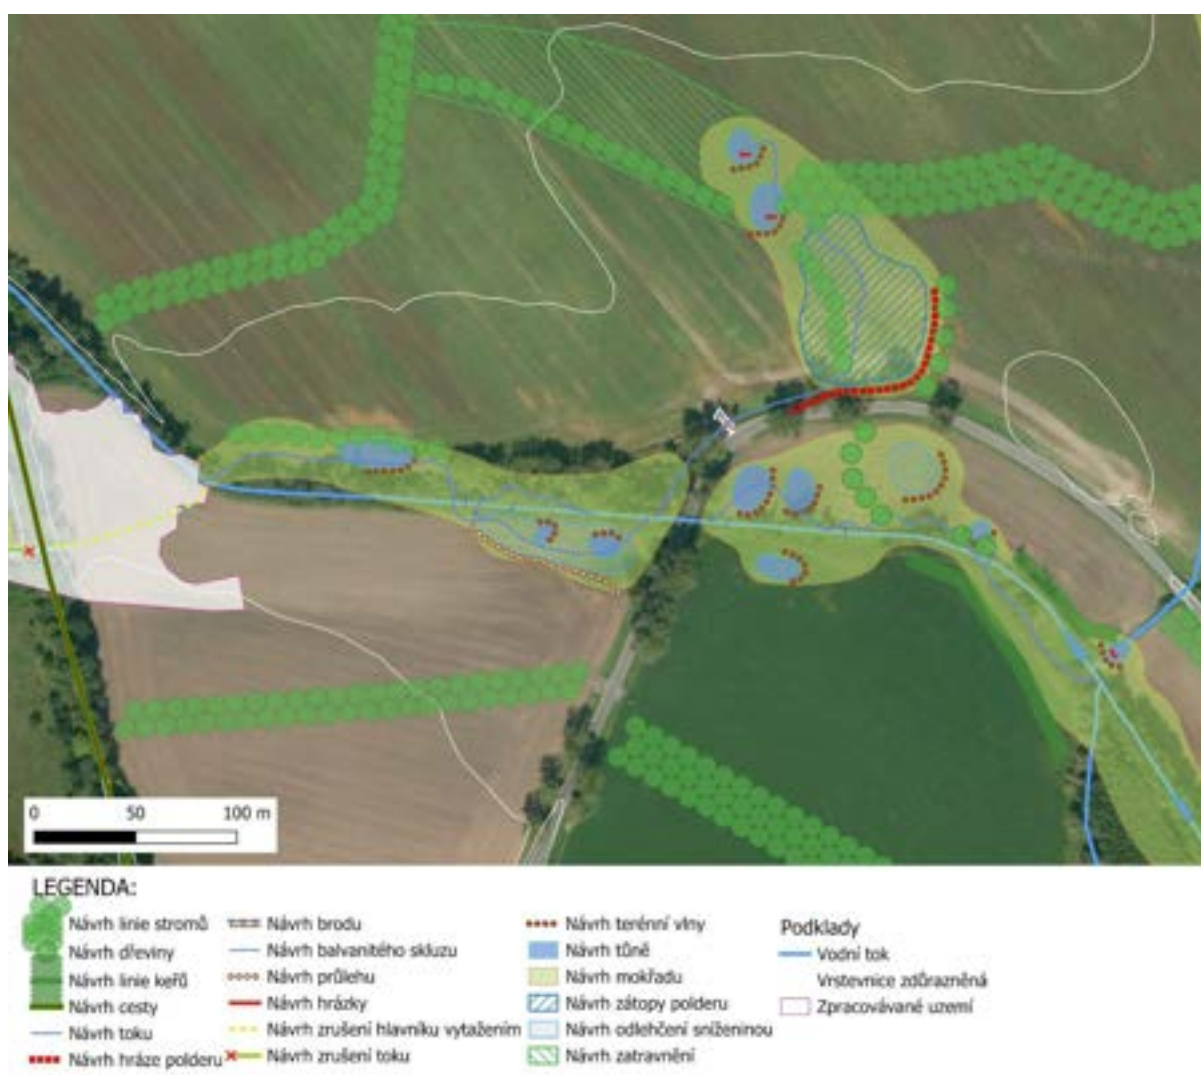 0 50 100 m
LEGENDA:
Návrh linie stromů
Návrh dřeviny
Návrh linie keřů
Návrh cesty
Návrh toku
Návrh hráze polderu
Návrh brodu
Návrh balvanitého skluzu
Návrh průlehu
Návrh hrázky
Návrh zrušení hlavníku vytažením
Návrh zrušení toku
Návrh terénní vlny
Návrh tůně
Návrh mokřadu
Návrh zátopy polderu
Návrh odlehčení sníženinou
Návrh zatravnění
Podklady
Vodní tok
Vrstevnice zdůrazněná
Zpracovávané uzemí